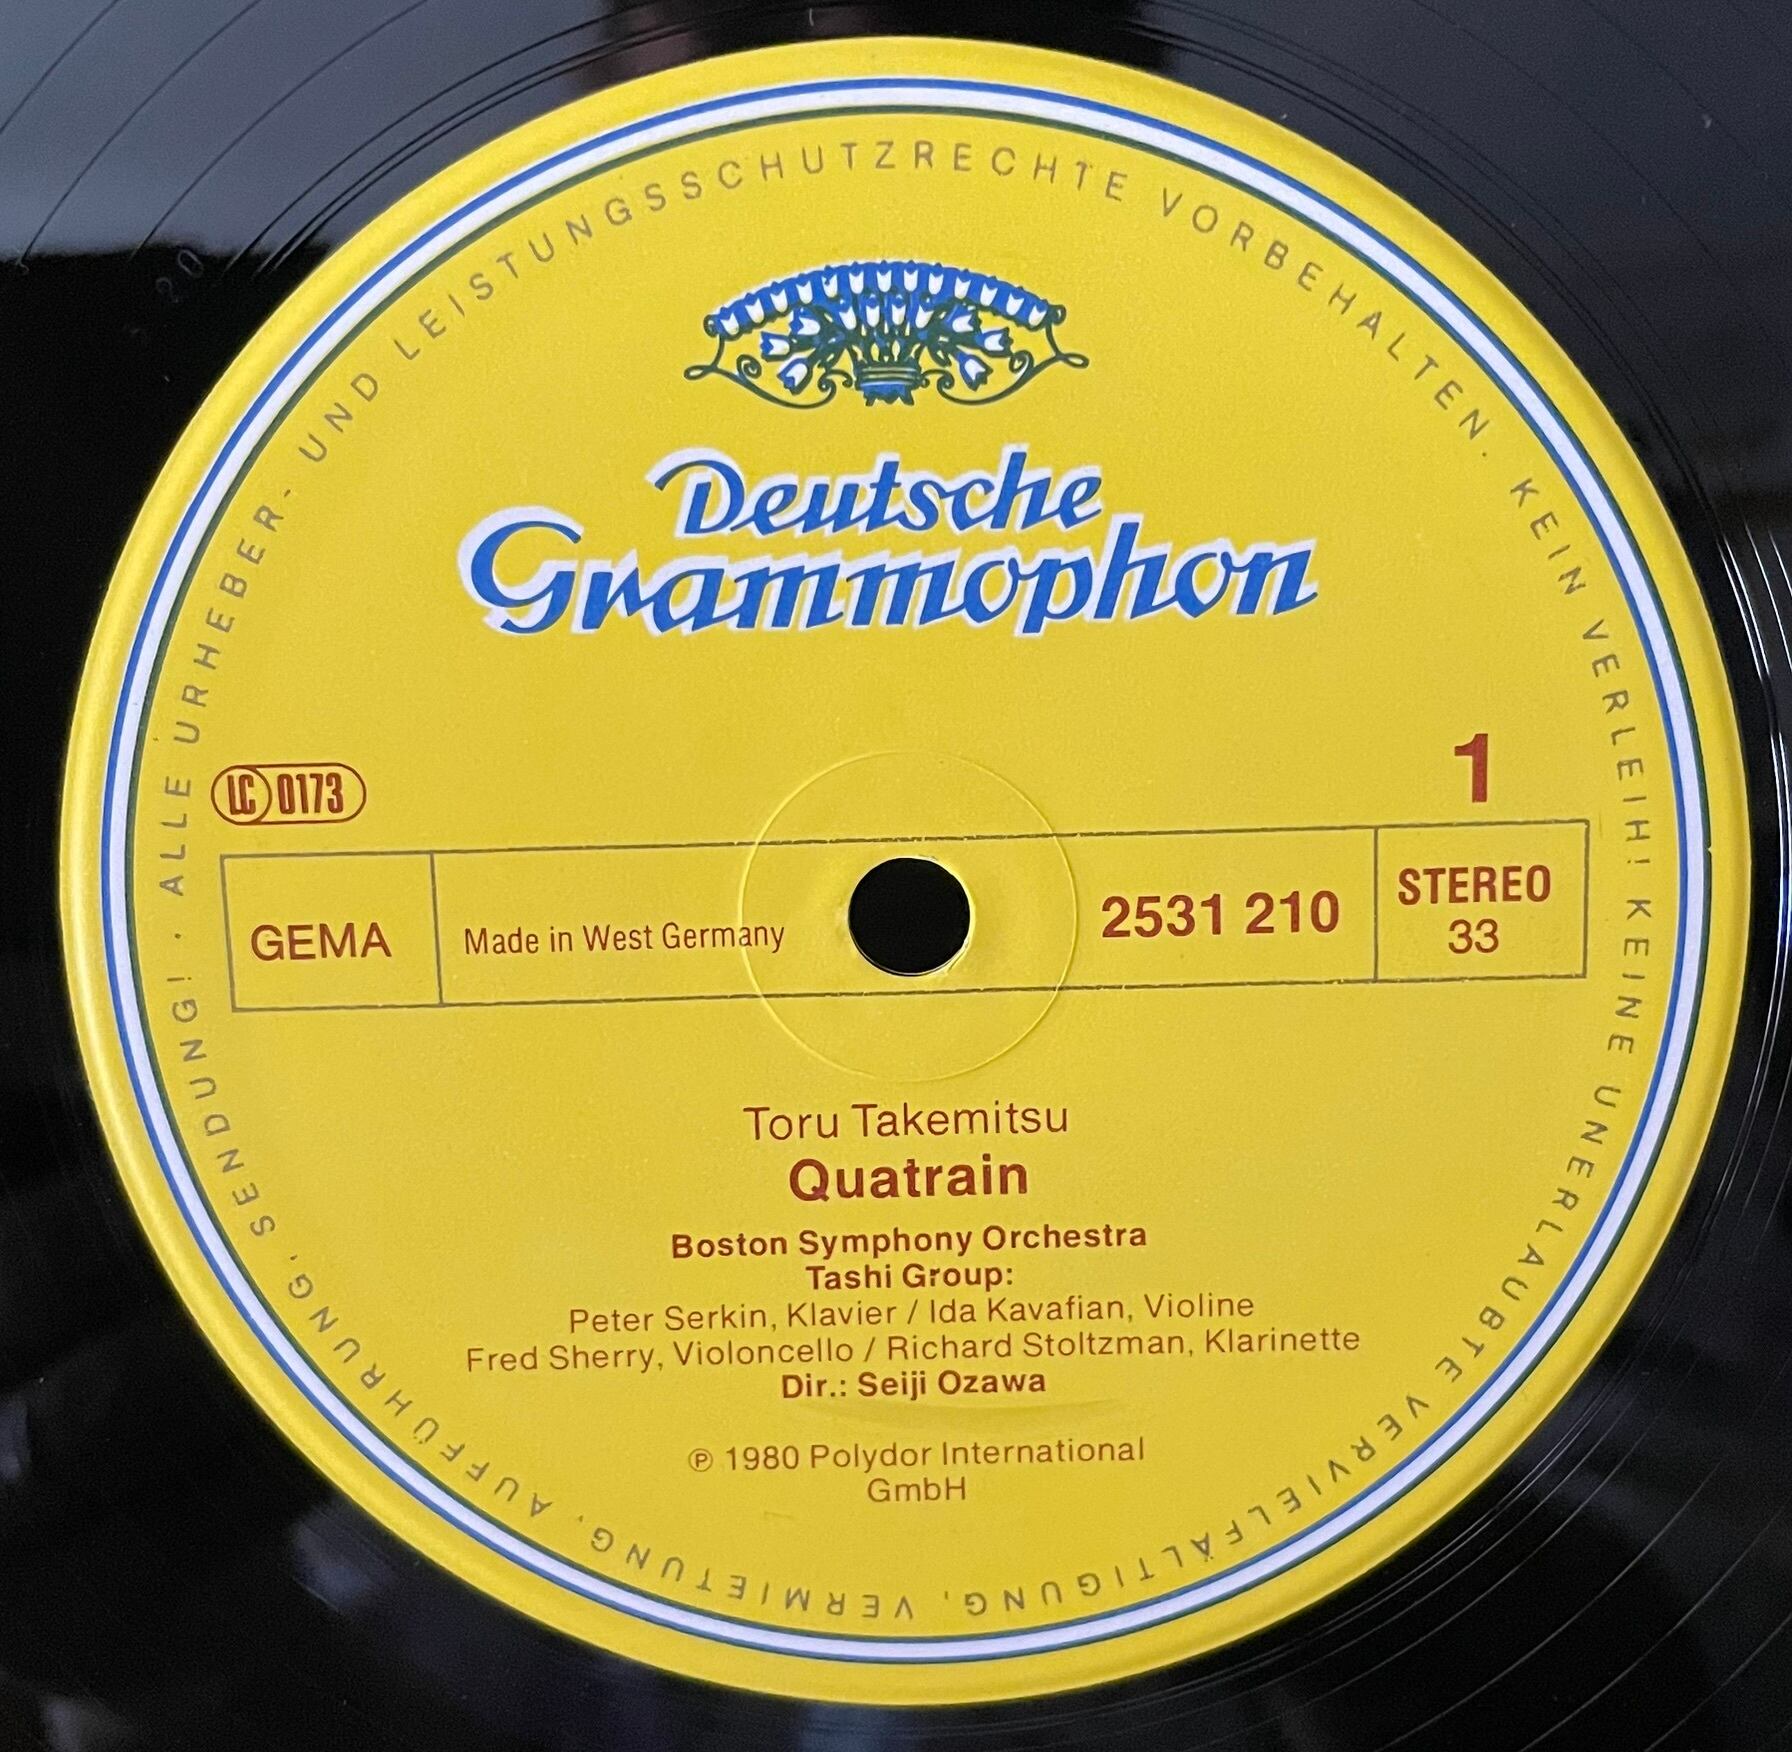 ALLE URHEBER- UND LEISTUNGSSCHUTZRECHTE VORBEHALTEN. KEIN VERLEIH! KEINE UNERLAUBTE VERVIELFÄLTIGUNG, VERMIETUNG, AUFFÜHRUNG, SENDUNG! ·
Deutsche
Grammophon
LC 0173
1
GEMA
Made in West Germany
2531 210
STEREO
33
Toru Takemitsu
Quatrain
Boston Symphony Orchestra
Tashi Group:
Peter Serkin, Klavier / Ida Kavafian, Violine
Fred Sherry, Violoncello / Richard Stoltzman, Klarinette
Dir.: Seiji Ozawa
℗ 1980 Polydor International
GmbH
20